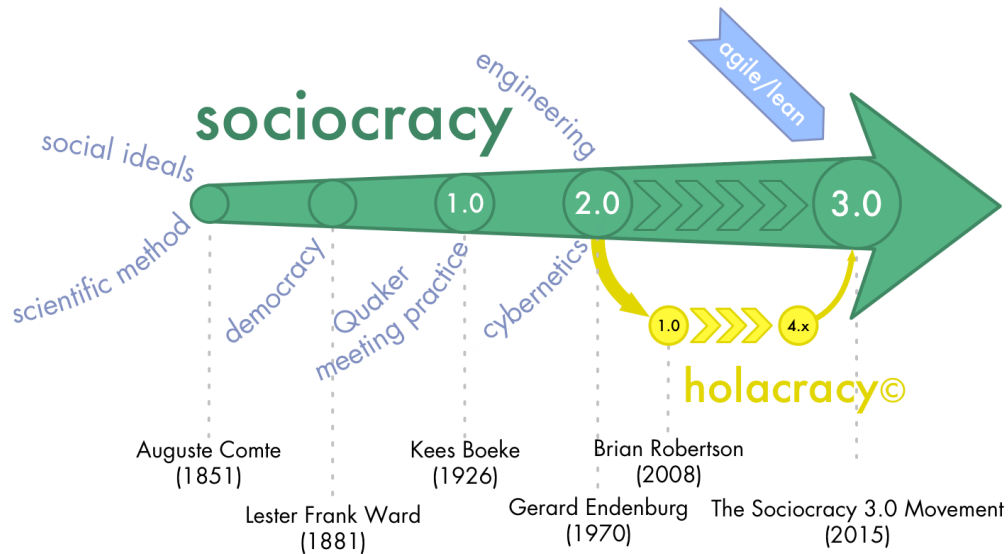 agile/lean
engineering
sociocracy
social ideals
1.0
2.0
3.0
scientific method
democracy
Quaker
meeting practice
cybernetics
1.0
4.x
holacracy©
Auguste Comte
(1851)
Kees Boeke
(1926)
Brian Robertson
(2008)
Lester Frank Ward
(1881)
Gerard Endenburg
(1970)
The Sociocracy 3.0 Movement
(2015)